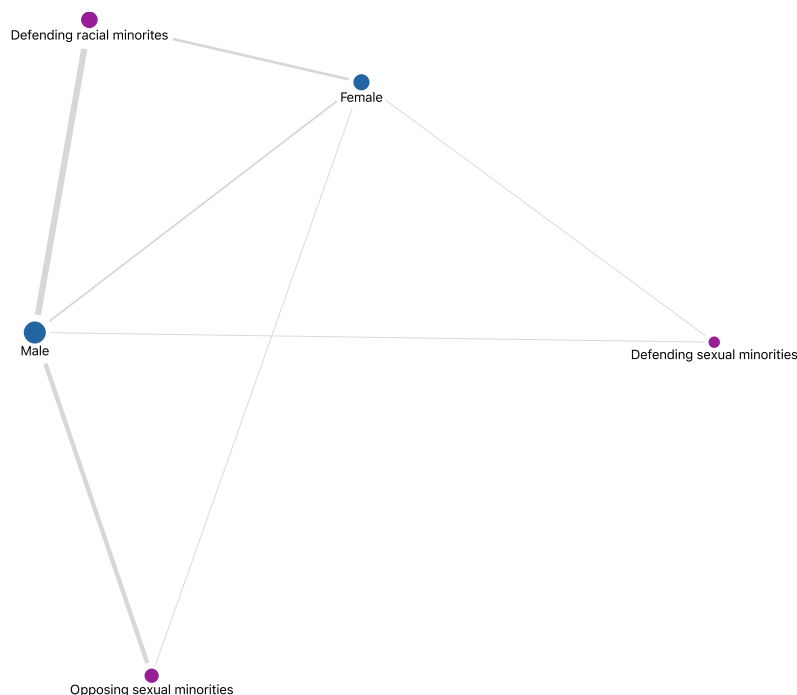 Defending racial minorites
Female
Male
Defending sexual minorities
Opposing sexual minorities